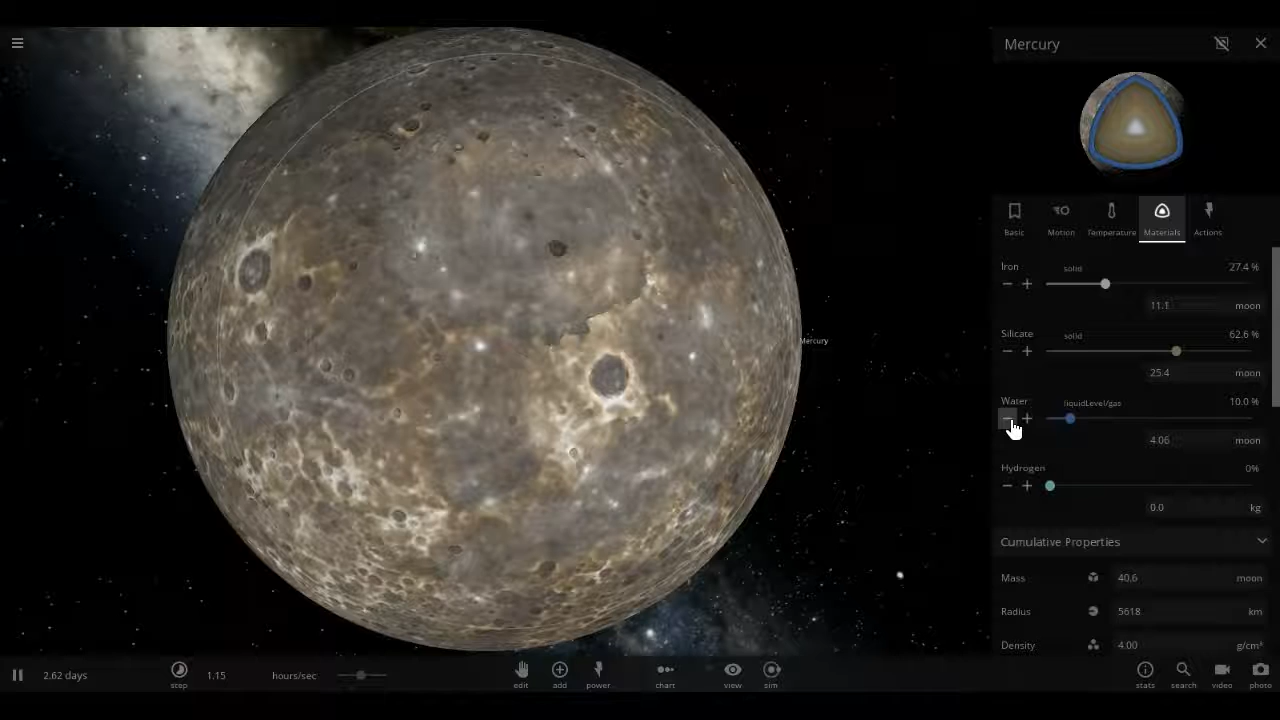 Mercury
Basic
Motion
Temperature
Materials
Actions
Iron solid 27.4 %
11.1 moon
Silicate solid 62.6 %
25.4 moon
Mercury
Water liquidLevel/gas 10.0 %
4.06 moon
Hydrogen 0%
0.0 kg
Cumulative Properties
Mass 40.6 moon
Radius 5618 km
Density 4.00 g/cm³
2.62 days
step
1.15 hours/sec
edit
add
power
chart
view
sim
stats
search
video
photo